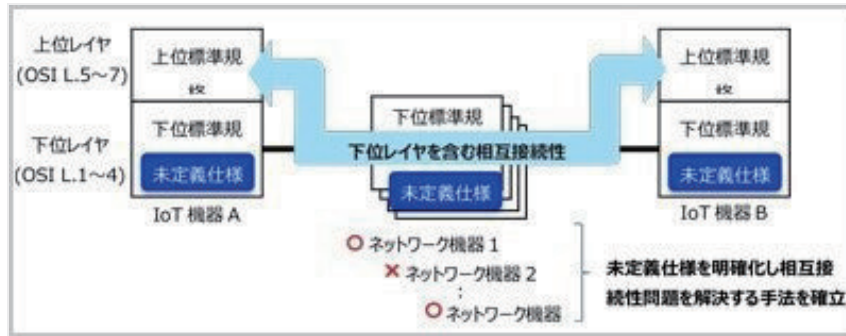 上位レイヤ
(OSI L.5～7)
上位標準規
下位レイヤ
(OSI L.1～4)
下位標準規
未定義仕様
IoT 機器 A
下位標準規
下位レイヤを含む相互接続性
未定義仕様
上位標準規
下位標準規
未定義仕様
IoT 機器 B
○ ネットワーク機器 1
× ネットワーク機器 2
:
○ ネットワーク機器
未定義仕様を明確化し相互接
続性問題を解決する手法を確立